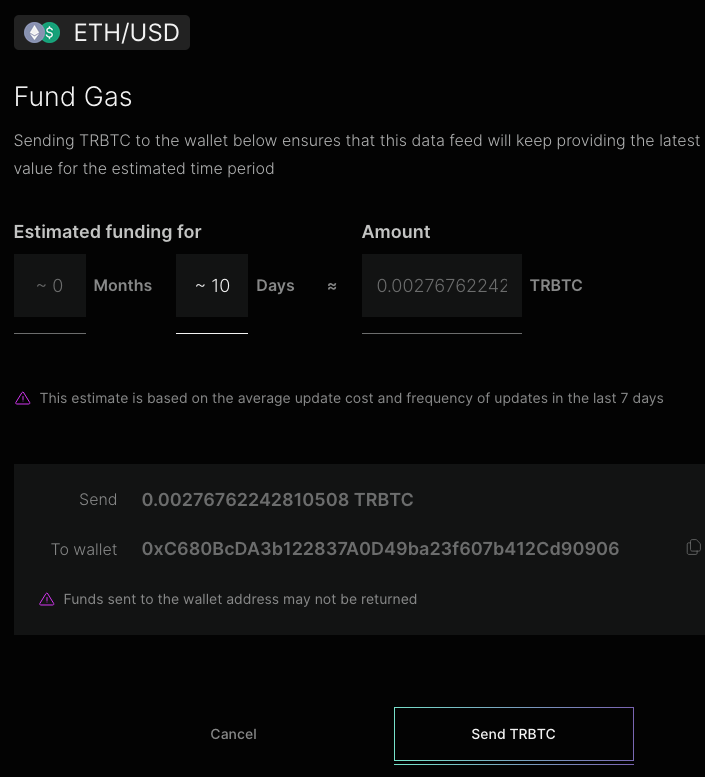 ETH/USD
Fund Gas
Sending TRBTC to the wallet below ensures that this data feed will keep providing the latest
value for the estimated time period
Estimated funding for Amount
~ 0 Months ~ 10 Days ≈ 0.00276762242 TRBTC
This estimate is based on the average update cost and frequency of updates in the last 7 days
Send 0.00276762242810508 TRBTC
To wallet 0xC680BcDA3b122837A0D49ba23f607b412Cd90906
Funds sent to the wallet address may not be returned
Cancel Send TRBTC